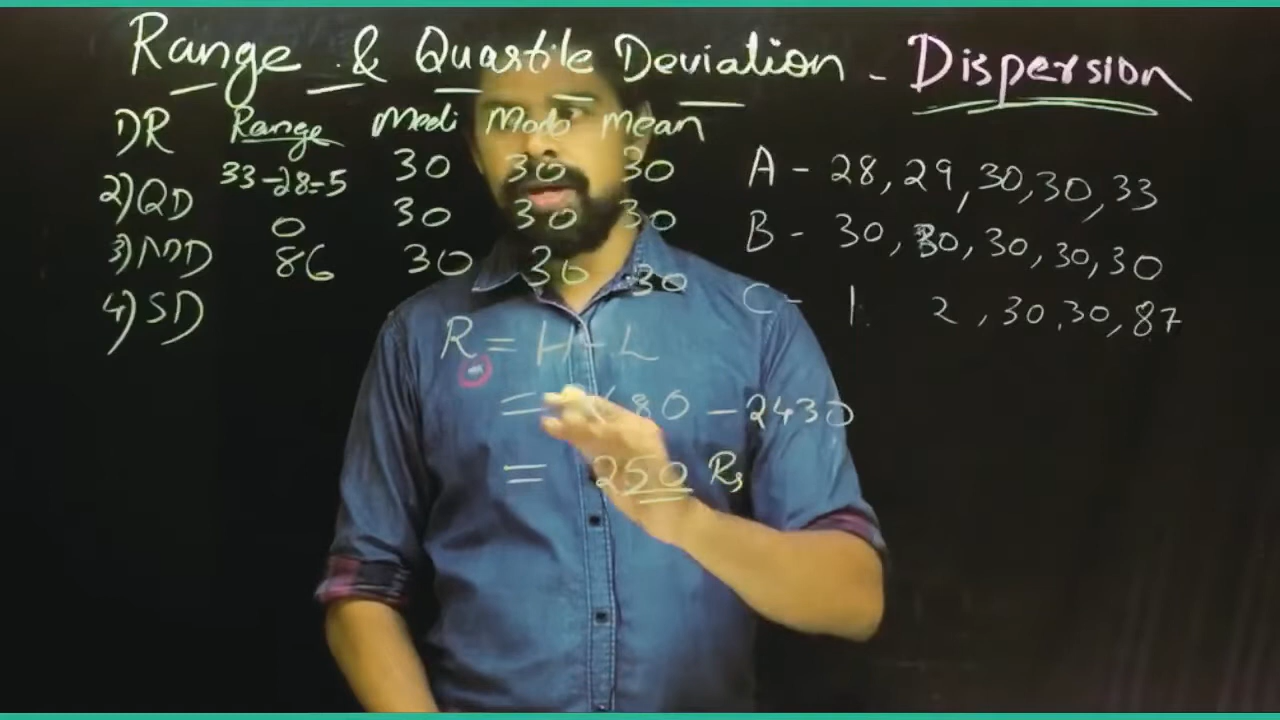 Range & Quartile Deviation - Dispersion
1) R Range Medi Mode Mean
33-28=5 30 30 30
2) QD 0 30 30 30
3) MD 86 30 30 30
4) SD
A - 28, 29, 30, 30, 33
B - 30, 30, 30, 30, 30
C - 1. 2, 30, 30, 87
R = H - L
= 80 - 2430
= 250 Rs